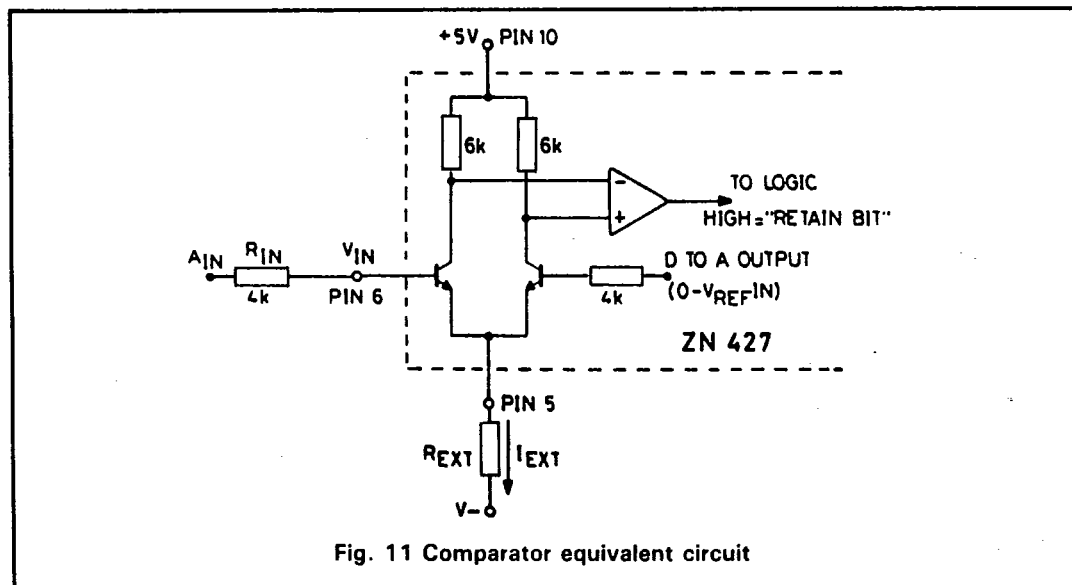 +5V PIN 10
6k 6k
TO LOGIC
HIGH="RETAIN BIT"
AIN RIN VIN
4k PIN 6
D TO A OUTPUT
4k (0-VREFIN)
ZN 427
PIN 5
REXT IEXT
V-
Fig. 11 Comparator equivalent circuit